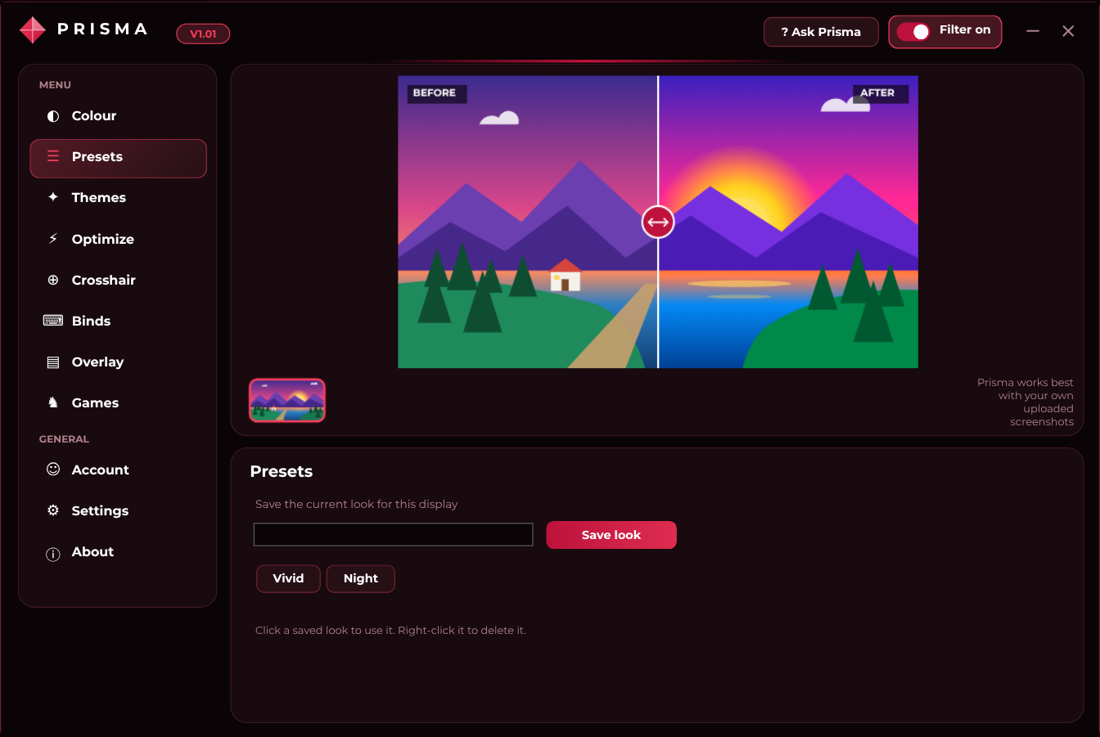 PRISMA
V1.01
? Ask Prisma
Filter on
MENU
Colour
Presets
Themes
Optimize
Crosshair
Binds
Overlay
Games
GENERAL
Account
Settings
About
BEFORE
AFTER
Prisma works best
with your own
uploaded
screenshots
Presets
Save the current look for this display
Save look
Vivid
Night
Click a saved look to use it. Right-click it to delete it.